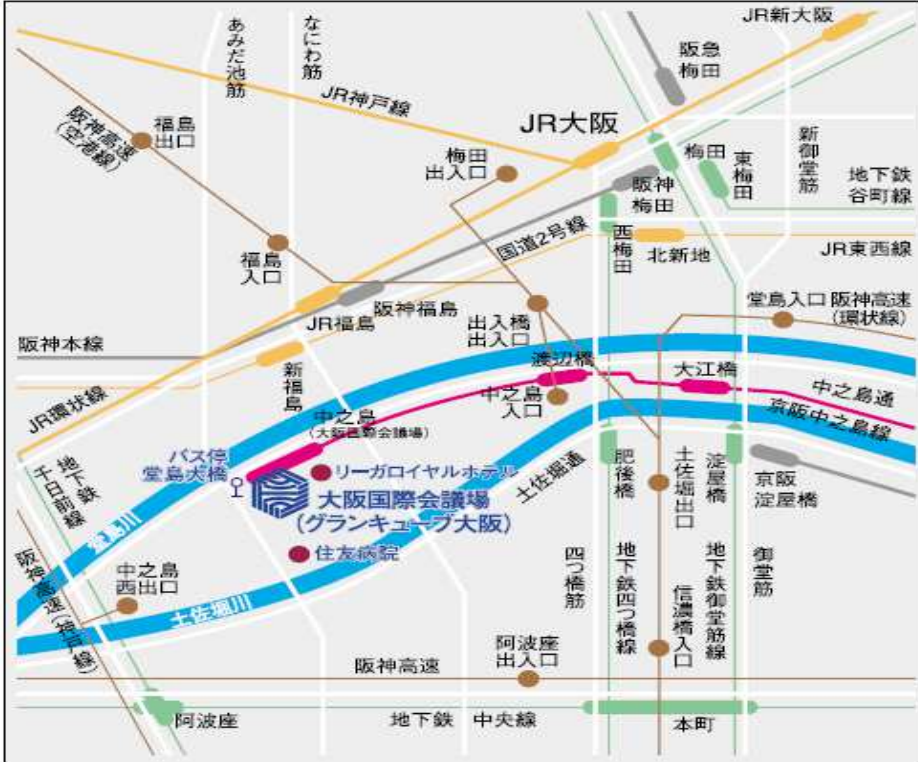 JR新大阪
あみだ池筋
なにわ筋
阪急
梅田
JR神戸線
JR大阪
阪神高速
(空港線)
福島
出口
梅田
出入口
梅田
東梅田
新御堂筋
地下鉄
谷町線
阪神
梅田
国道2号線
西梅田
北新地
JR東西線
福島
入口
阪神福島
JR福島
出入橋
出入口
堂島入口
阪神高速
(環状線)
阪神本線
新福島
渡辺橋
大江橋
中之島通
中之島
入口
京阪中之島線
JR環状線
中之島
(大阪国際会議場)
バス停
堂島大橋
リーガロイヤルホテル
大阪国際会議場
(グランキューブ大阪)
住友病院
土佐堀通
肥後橋
土佐堀出口
淀屋橋
京阪
淀屋橋
地下鉄
千日前線
堂島川
阪神高速(神戸線)
中之島
西出口
土佐堀川
四つ橋筋
地下鉄四つ橋線
信濃橋入口
地下鉄御堂筋線
御堂筋
阪神高速
阿波座
出入口
阿波座
地下鉄 中央線
本町